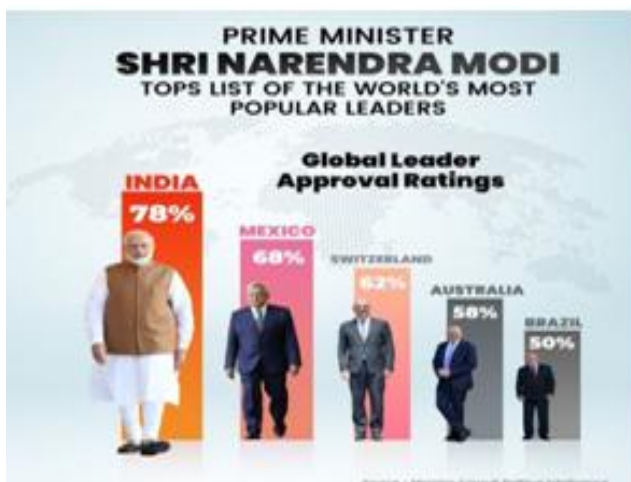 PRIME MINISTER
SHRI NARENDRA MODI
TOPS LIST OF THE WORLD'S MOST
POPULAR LEADERS
Global Leader
Approval Ratings
INDIA
78%
MEXICO
68%
SWITZERLAND
62%
AUSTRALIA
58%
BRAZIL
50%